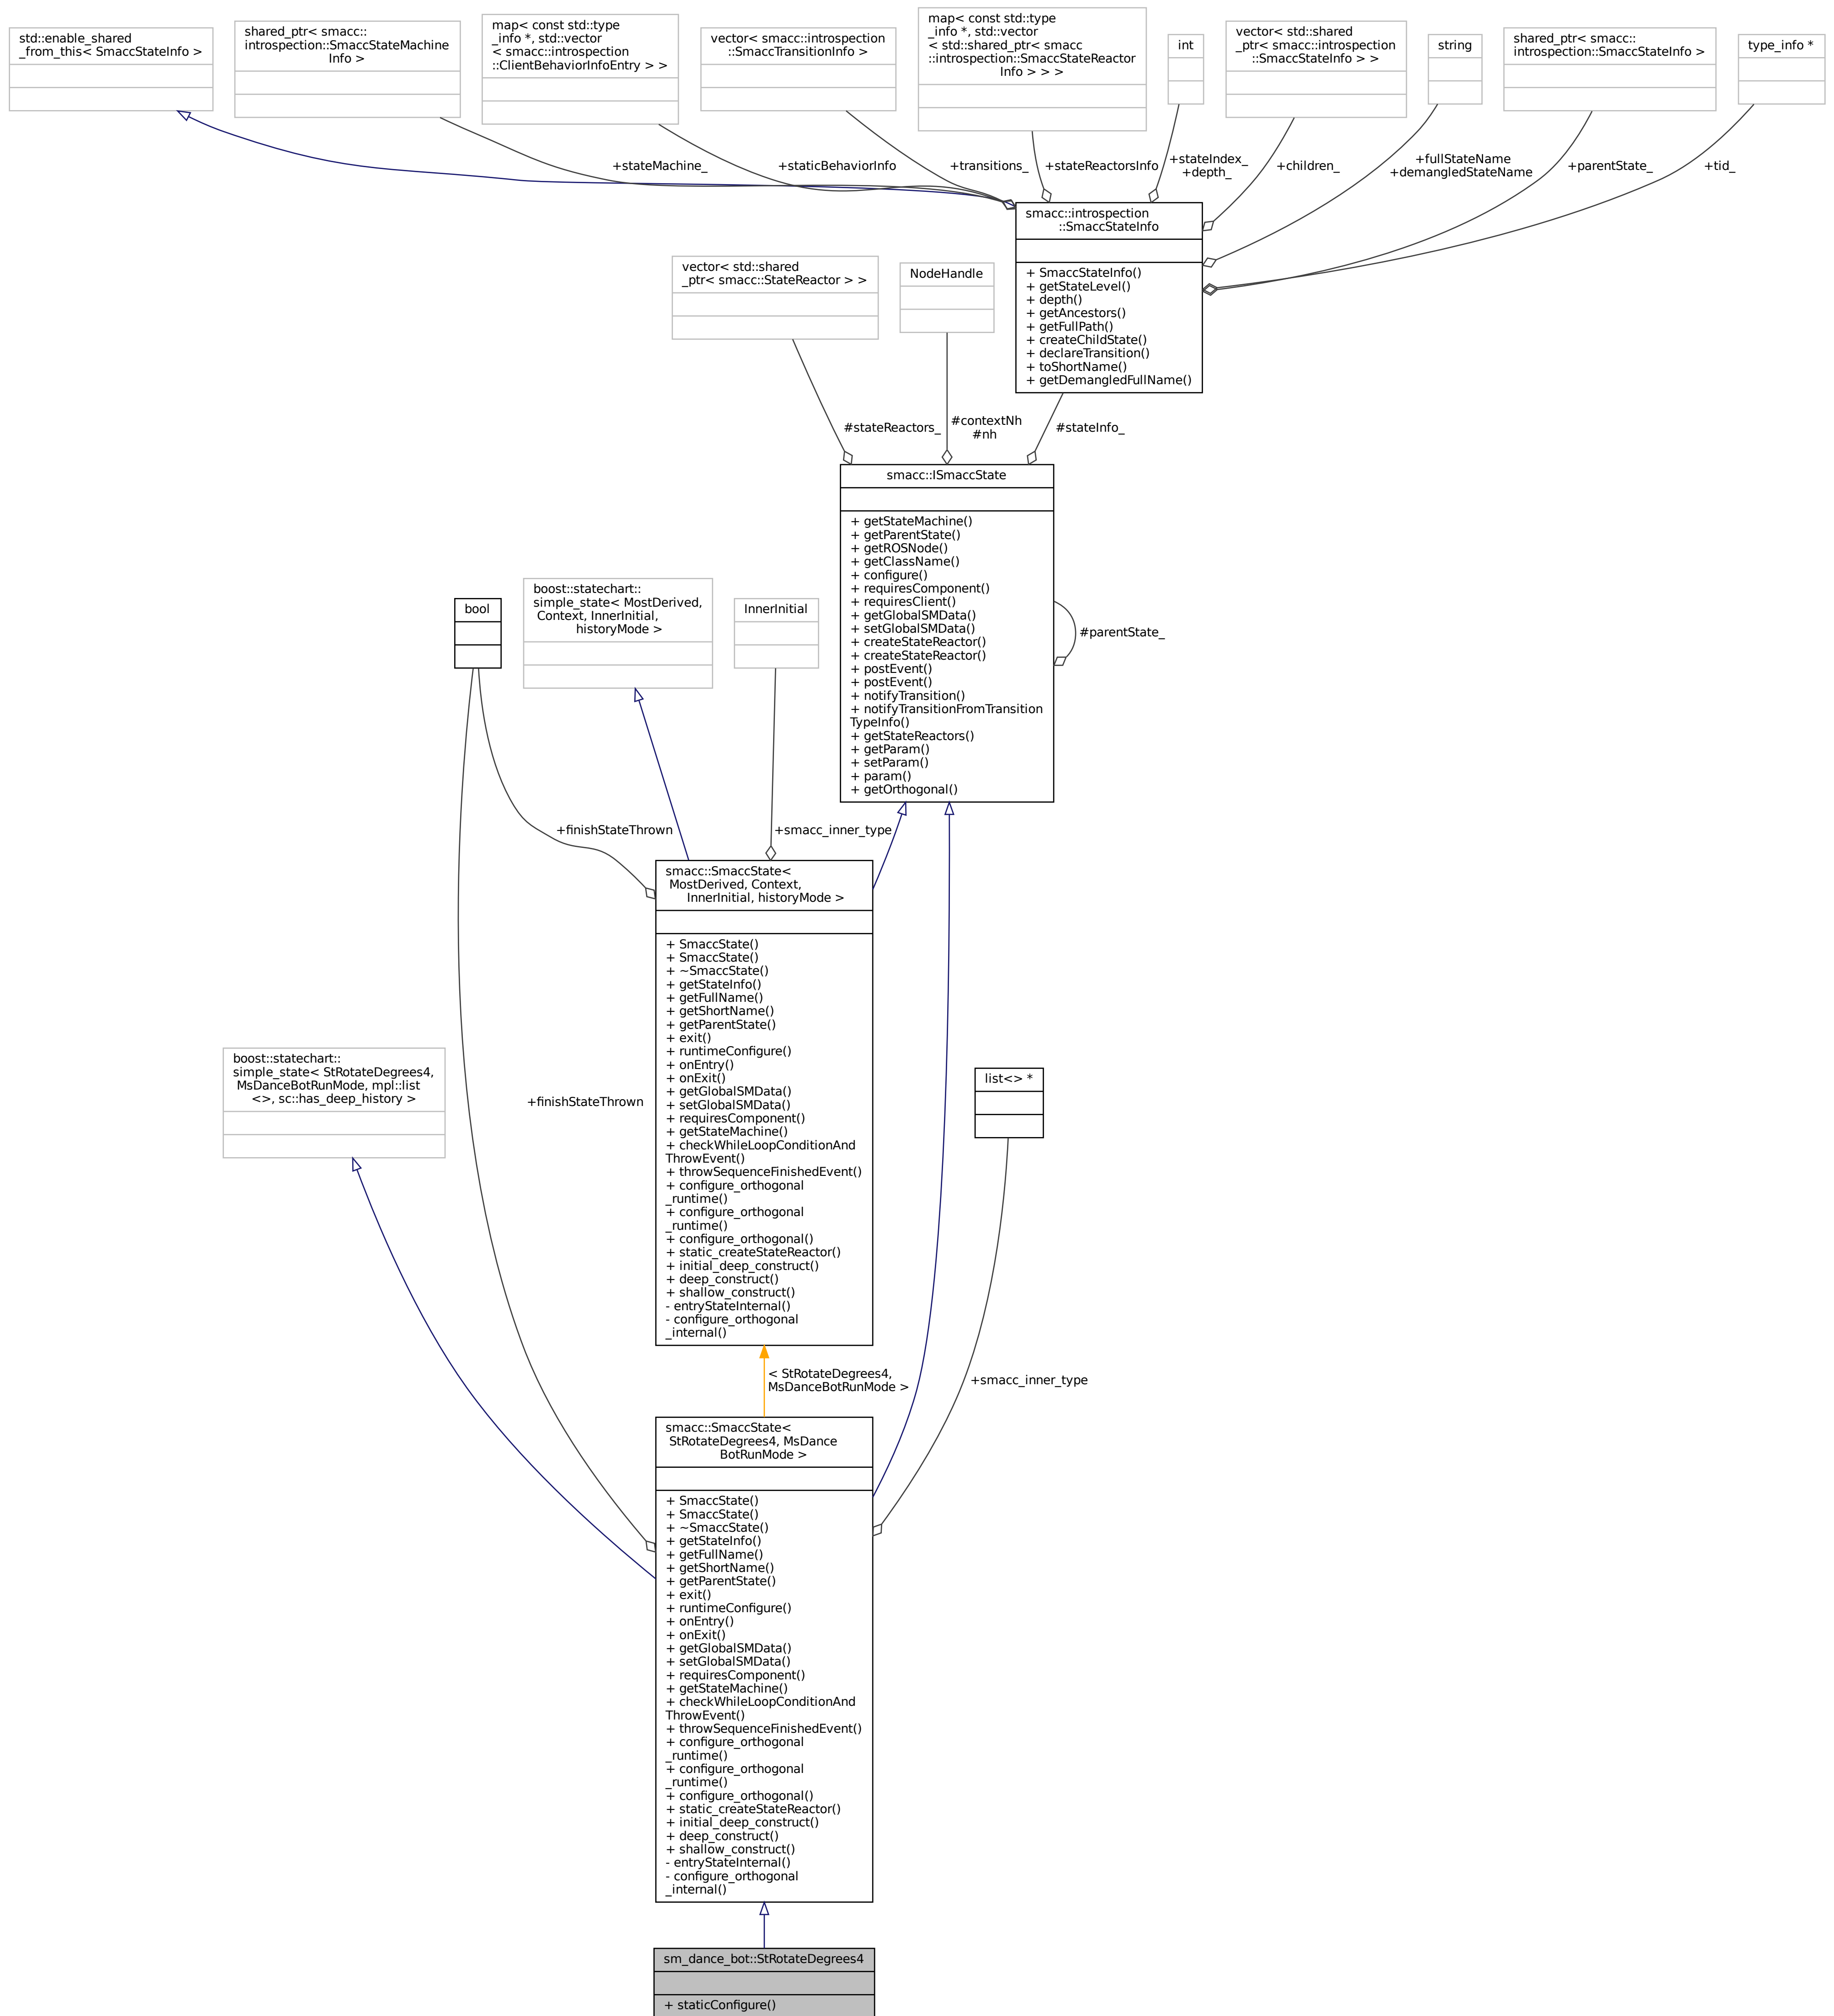 std::enable_shared
_from_this< SmaccStateInfo >
shared_ptr< smacc::
introspection::SmaccStateMachine
Info >
map< const std::type
_info *, std::vector
< smacc::introspection
::ClientBehaviorInfoEntry > >
vector< smacc::introspection
::SmaccTransitionInfo >
map< const std::type
_info *, std::vector
< std::shared_ptr< smacc
::introspection::SmaccStateReactor
Info > > >
int
vector< std::shared
_ptr< smacc::introspection
::SmaccStateInfo > >
string
shared_ptr< smacc::
introspection::SmaccStateInfo >
type_info *
+stateMachine_
+staticBehaviorInfo
+transitions_
+stateReactorsInfo
+stateIndex_
+depth_
+children_
+fullStateName
+demangledStateName
+parentState_
+tid_
smacc::introspection
::SmaccStateInfo
+ SmaccStateInfo()
+ getStateLevel()
+ depth()
+ getAncestors()
+ getFullPath()
+ createChildState()
+ declareTransition()
+ toShortName()
+ getDemangledFullName()
vector< std::shared
_ptr< smacc::StateReactor > >
NodeHandle
#stateReactors_
#contextNh
#nh
#stateInfo_
smacc::ISmaccState
+ getStateMachine()
+ getParentState()
+ getROSNode()
+ getClassName()
+ configure()
+ requiresComponent()
+ requiresClient()
+ getGlobalSMData()
+ setGlobalSMData()
+ createStateReactor()
+ createStateReactor()
+ postEvent()
+ postEvent()
+ notifyTransition()
+ notifyTransitionFromTransition
TypeInfo()
+ getStateReactors()
+ getParam()
+ setParam()
+ param()
+ getOrthogonal()
#parentState_
bool
boost::statechart::
simple_state< MostDerived,
Context, InnerInitial,
historyMode >
InnerInitial
+finishStateThrown
+smacc_inner_type
smacc::SmaccState<
MostDerived, Context,
InnerInitial, historyMode >
+ SmaccState()
+ SmaccState()
+ ~SmaccState()
+ getStateInfo()
+ getFullName()
+ getShortName()
+ getParentState()
+ exit()
+ runtimeConfigure()
+ onEntry()
+ onExit()
+ getGlobalSMData()
+ setGlobalSMData()
+ requiresComponent()
+ getStateMachine()
+ checkWhileLoopConditionAnd
ThrowEvent()
+ throwSequenceFinishedEvent()
+ configure_orthogonal
_runtime()
+ configure_orthogonal
_runtime()
+ configure_orthogonal()
+ static_createStateReactor()
+ initial_deep_construct()
+ deep_construct()
+ shallow_construct()
- entryStateInternal()
- configure_orthogonal
_internal()
boost::statechart::
simple_state< StRotateDegrees4,
MsDanceBotRunMode, mpl::list
<>, sc::has_deep_history >
+finishStateThrown
list<> *
< StRotateDegrees4,
MsDanceBotRunMode >
+smacc_inner_type
smacc::SmaccState<
StRotateDegrees4, MsDance
BotRunMode >
+ SmaccState()
+ SmaccState()
+ ~SmaccState()
+ getStateInfo()
+ getFullName()
+ getShortName()
+ getParentState()
+ exit()
+ runtimeConfigure()
+ onEntry()
+ onExit()
+ getGlobalSMData()
+ setGlobalSMData()
+ requiresComponent()
+ getStateMachine()
+ checkWhileLoopConditionAnd
ThrowEvent()
+ throwSequenceFinishedEvent()
+ configure_orthogonal
_runtime()
+ configure_orthogonal
_runtime()
+ configure_orthogonal()
+ static_createStateReactor()
+ initial_deep_construct()
+ deep_construct()
+ shallow_construct()
- entryStateInternal()
- configure_orthogonal
_internal()
sm_dance_bot::StRotateDegrees4
+ staticConfigure()